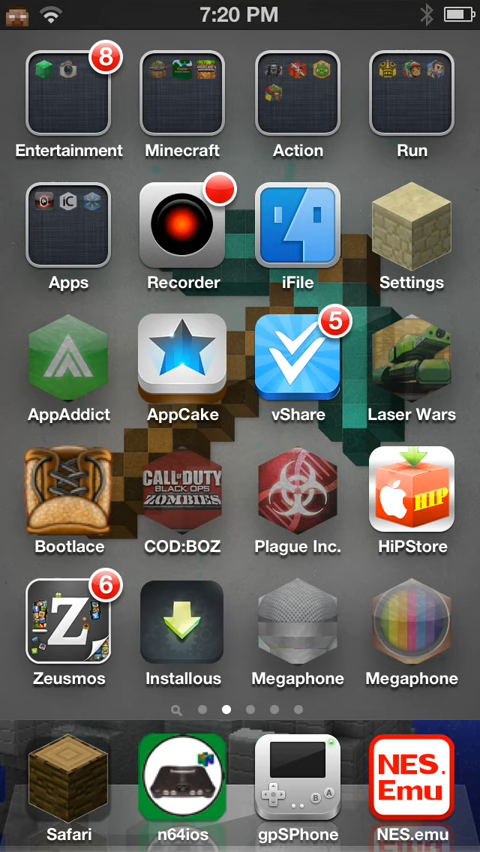 7:20 PM
8
Entertainment Minecraft Action Run
iC
Apps Recorder iFile Settings
5
AppAddict AppCake vShare Laser Wars
CALL OF DUTY
BLACK OPS
ZOMBIES
HIP
Bootlace COD:BOZ Plague Inc. HiPStore
6
Z
Zeusmos Installous Megaphone Megaphone
B A
NES.
Emu
Safari n64ios gpSPhone NES.emu